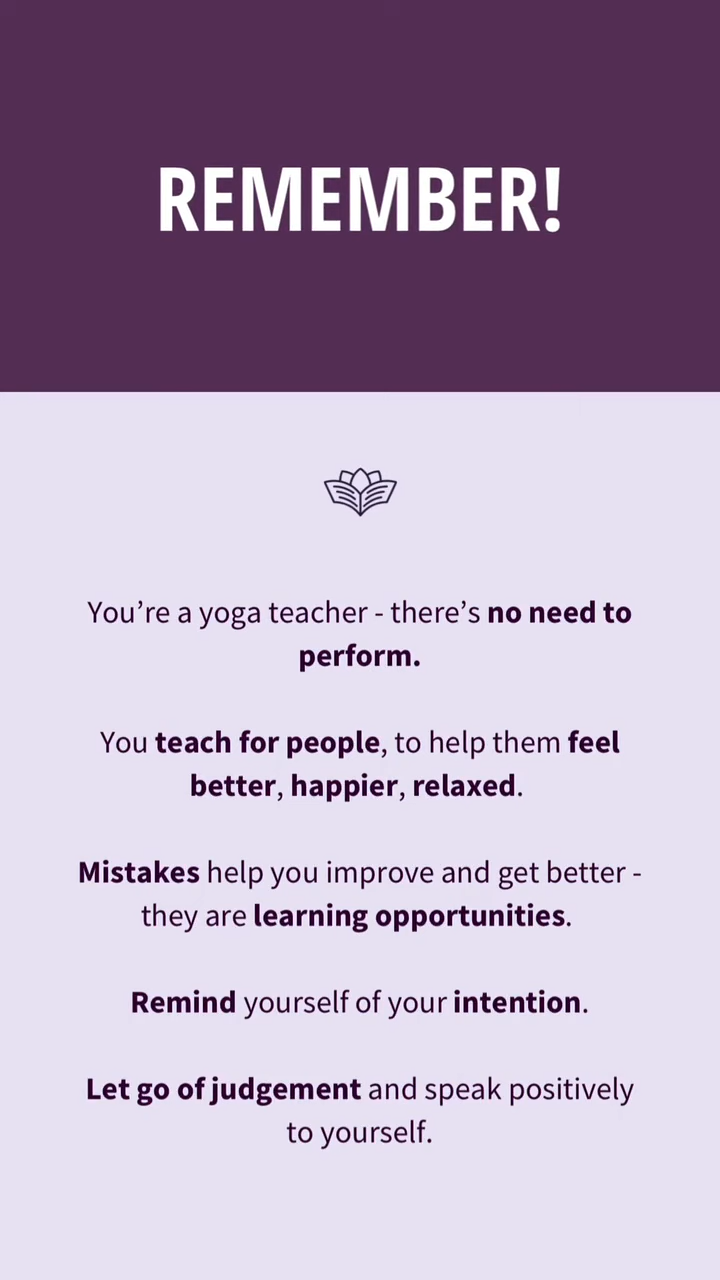 REMEMBER!
You’re a yoga teacher - there’s no need to
perform.
You teach for people, to help them feel
better, happier, relaxed.
Mistakes help you improve and get better -
they are learning opportunities.
Remind yourself of your intention.
Let go of judgement and speak positively
to yourself.